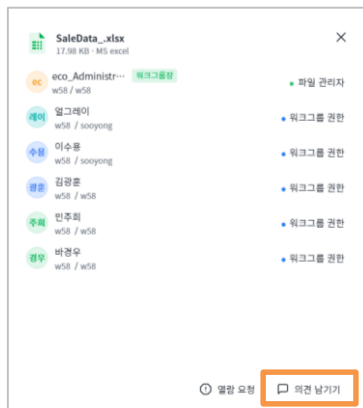 SaleData_.xlsx
17.98 KB · MS excel
ec
eco_Administr··· 워크그룹장
w58 / w58
파일 관리자
레이
얼그레이
w58 / sooyong
워크그룹 권한
수용
이수용
w58 / sooyong
워크그룹 권한
광훈
김광훈
w58 / w58
워크그룹 권한
주희
민주희
w58 / w58
워크그룹 권한
경우
바경우
w58 / w58
워크그룹 권한
열람 요청
의견 남기기